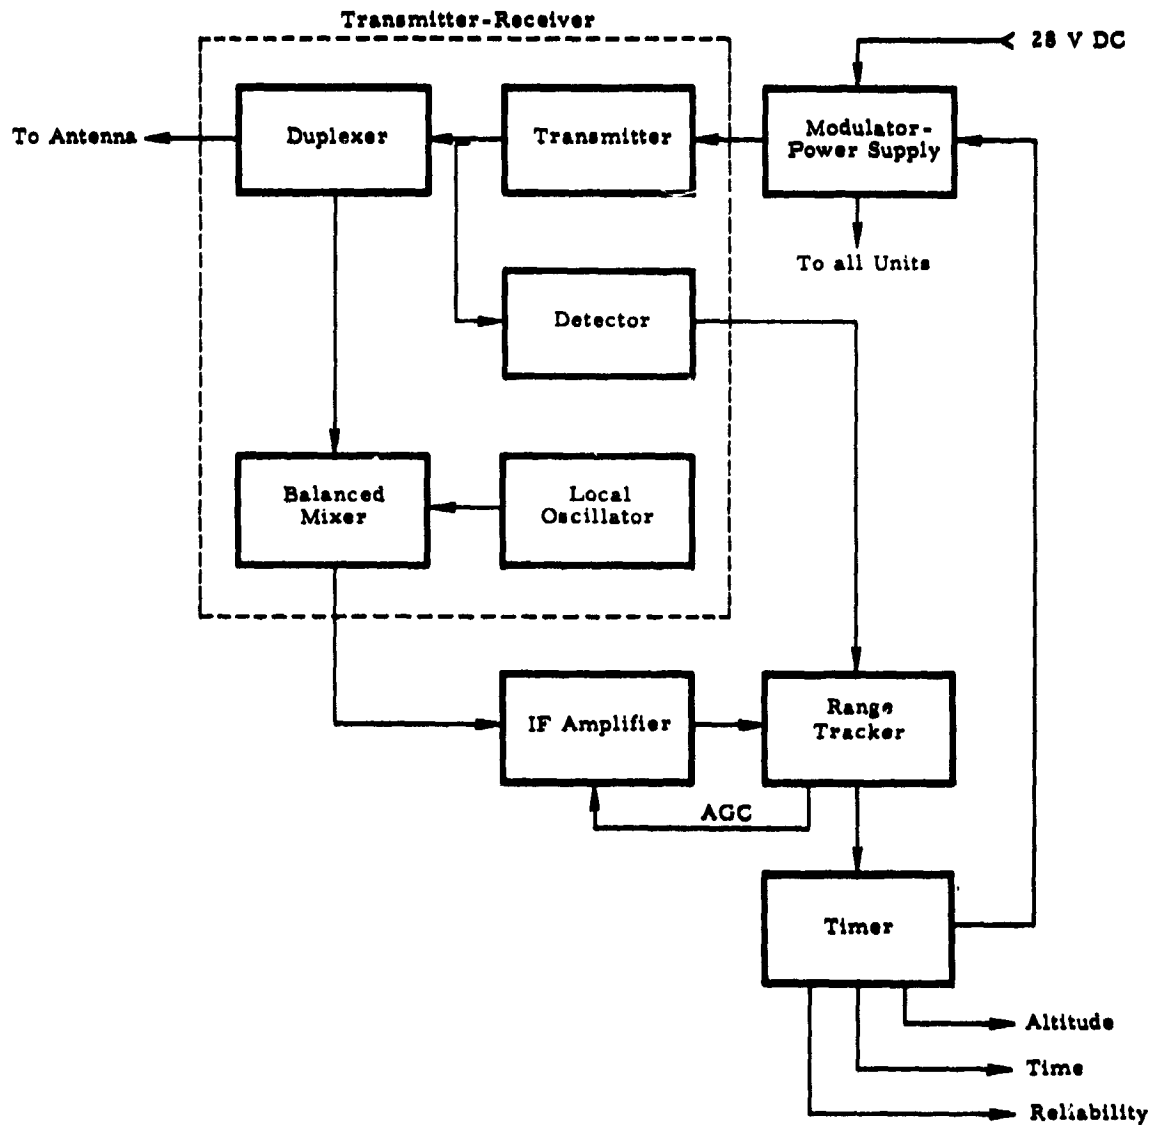 Transmitter-Receiver
28 V DC
To Antenna
Duplexer
Transmitter
Modulator-
Power Supply
To all Units
Detector
Balanced
Mixer
Local
Oscillator
IF Amplifier
Range
Tracker
AGC
Timer
Altitude
Time
Reliability